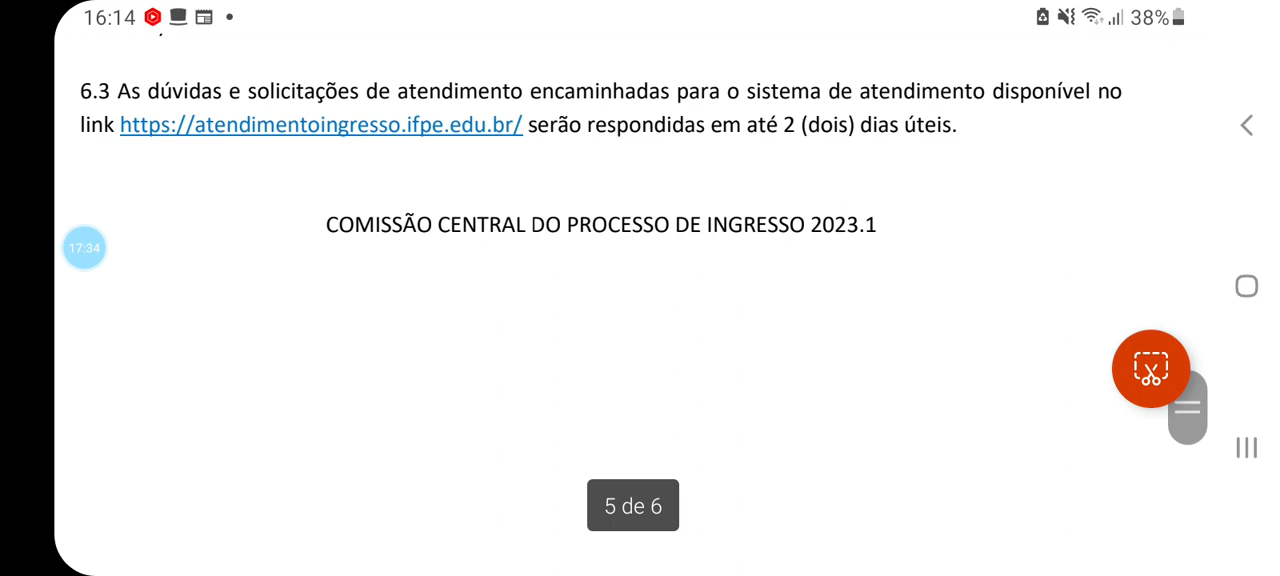 16:14 38%
6.3 As dúvidas e solicitações de atendimento encaminhadas para o sistema de atendimento disponível no
link https://atendimentoingresso.ifpe.edu.br/ serão respondidas em até 2 (dois) dias úteis.
COMISSÃO CENTRAL DO PROCESSO DE INGRESSO 2023.1
17:34
5 de 6